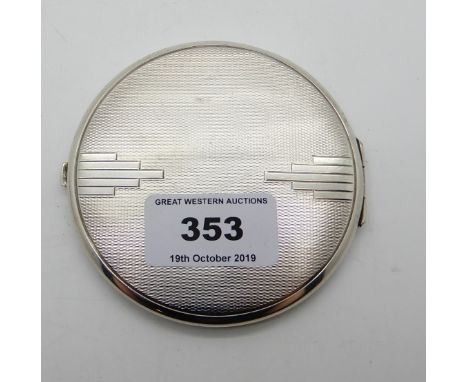 GREAT WESTERN AUCTIONS
353
19th October 2019